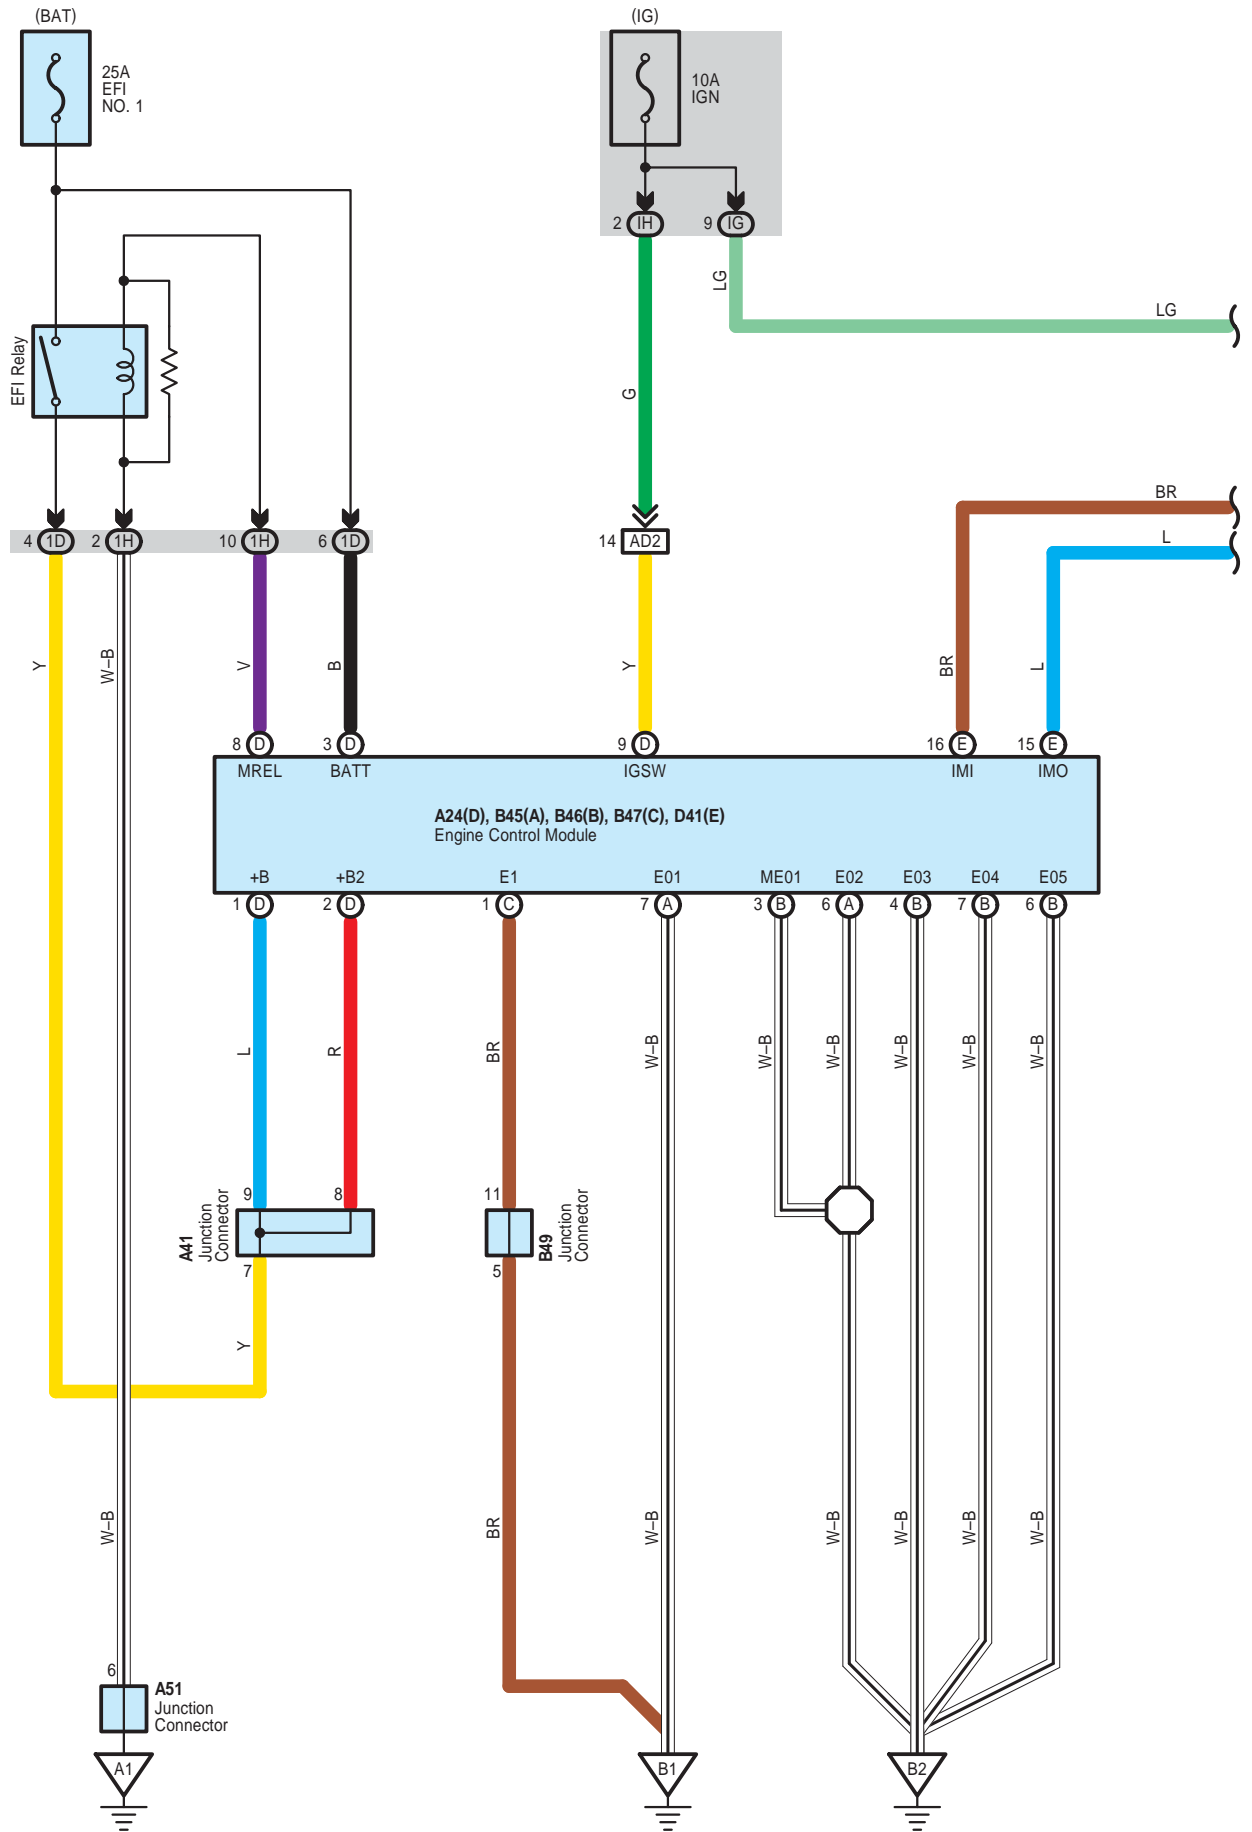 (BAT)
(IG)
25A
EFI
NO. 1
10A
IGN
2 IH
9 IG
LG
LG
EFI Relay
G
BR
L
4 1D
2 1H
10 1H
6 1D
14 AD2
Y
W–B
V
B
Y
BR
L
8 D
3 D
9 D
16 E
15 E
MREL
BATT
IGSW
IMI
IMO
A24(D), B45(A), B46(B), B47(C), D41(E)
Engine Control Module
+B
+B2
E1
E01
ME01
E02
E03
E04
E05
1 D
2 D
1 C
7 A
3 B
6 A
4 B
7 B
6 B
L
R
BR
W–B
W–B
W–B
W–B
W–B
W–B
9
8
11
A41
Junction
Connector
B49
Junction
Connector
7
5
Y
W–B
BR
W–B
W–B
W–B
W–B
W–B
6
A51
Junction
Connector
A1
B1
B2